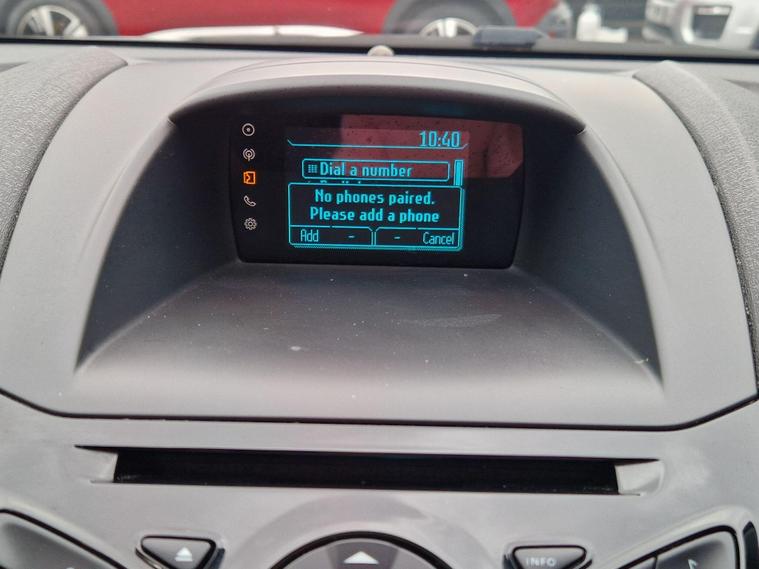 10:40
Dial a number
No phones paired.
Please add a phone
Add - - Cancel
INFO